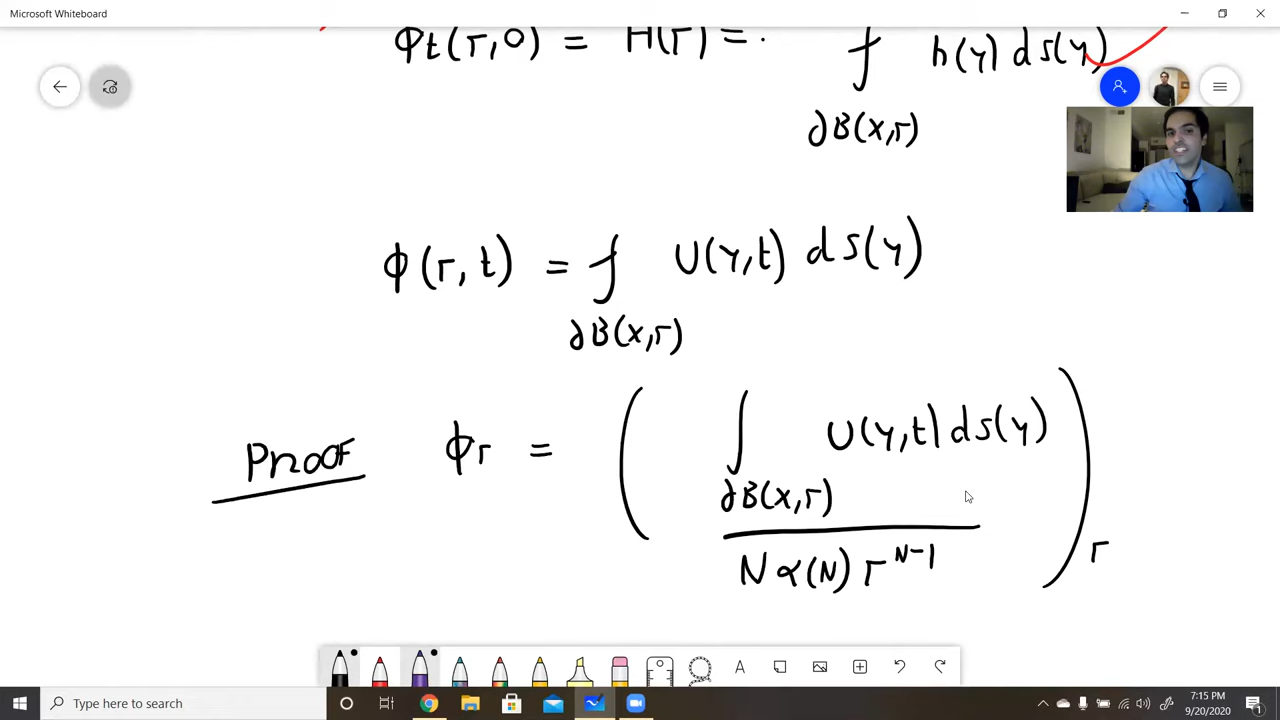 Microsoft Whiteboard
ϕt(r,0) = H(r) = ⨍ h(y) dS(y)
∂B(x,r)
ϕ(r,t) = ⨍ U(y,t) dS(y)
∂B(x,r)
PROOF ϕr = ( ∫ U(y,t) dS(y)
∂B(x,r)
N α(N) r^N-1 ) r
A
Type here to search
7:15 PM
9/20/2020